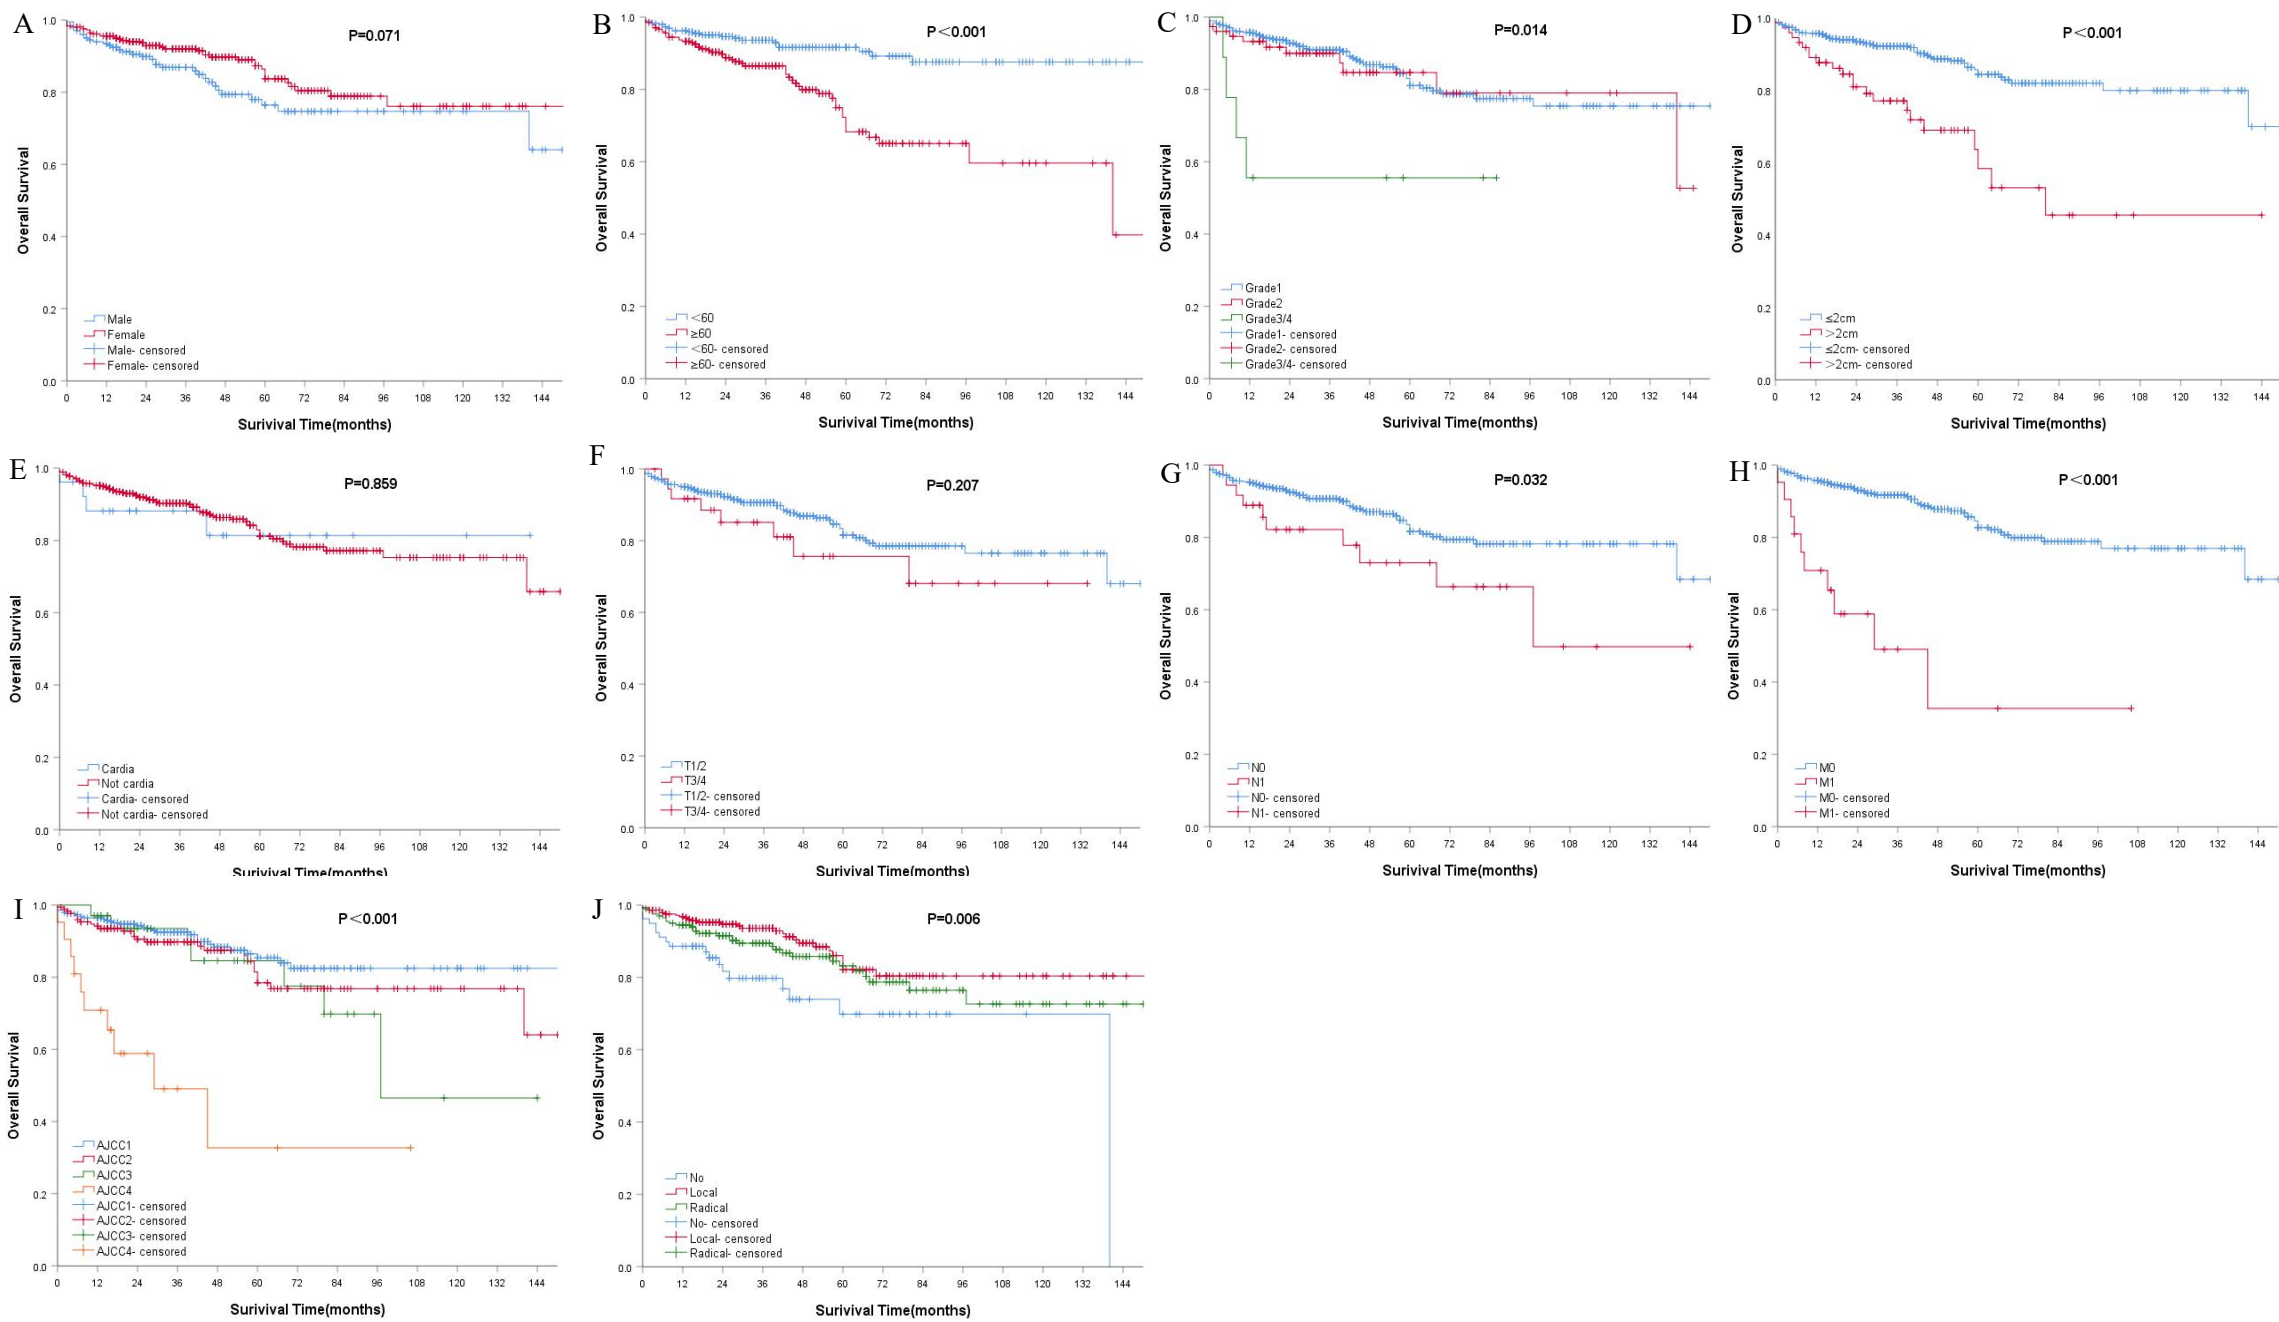 A
P=0.071
Overall Survival
1.0
0.8
0.6
0.4
0.2
0.0
Male
Female
Male- censored
Female- censored
0 12 24 36 48 60 72 84 96 108 120 132 144
Surivival Time(months)
B
P<0.001
Overall Survival
1.0
0.8
0.6
0.4
0.2
0.0
<60
≥60
<60- censored
≥60- censored
0 12 24 36 48 60 72 84 96 108 120 132 144
Surivival Time(months)
C
P=0.014
Overall Survival
1.0
0.8
0.6
0.4
0.2
0.0
Grade1
Grade2
Grade3/4
Grade1- censored
Grade2- censored
Grade3/4- censored
0 12 24 36 48 60 72 84 96 108 120 132 144
Surivival Time(months)
D
P<0.001
Overall Survival
1.0
0.8
0.6
0.4
0.2
0.0
≤2cm
>2cm
≤2cm- censored
>2cm- censored
0 12 24 36 48 60 72 84 96 108 120 132 144
Surivival Time(months)
E
P=0.859
Overall Survival
1.0
0.8
0.6
0.4
0.2
0.0
Cardia
Not cardia
Cardia- censored
Not cardia- censored
0 12 24 36 48 60 72 84 96 108 120 132 144
Surivival Time(months)
F
P=0.207
Overall Survival
1.0
0.8
0.6
0.4
0.2
0.0
T1/2
T3/4
T1/2- censored
T3/4- censored
0 12 24 36 48 60 72 84 96 108 120 132 144
Surivival Time(months)
G
P=0.032
Overall Survival
1.0
0.8
0.6
0.4
0.2
0.0
N0
N1
N0- censored
N1- censored
0 12 24 36 48 60 72 84 96 108 120 132 144
Surivival Time(months)
H
P<0.001
Overall Survival
1.0
0.8
0.6
0.4
0.2
0.0
M0
M1
M0- censored
M1- censored
0 12 24 36 48 60 72 84 96 108 120 132 144
Surivival Time(months)
I
P<0.001
Overall Survival
1.0
0.8
0.6
0.4
0.2
0.0
AJCC1
AJCC2
AJCC3
AJCC4
AJCC1- censored
AJCC2- censored
AJCC3- censored
AJCC4- censored
0 12 24 36 48 60 72 84 96 108 120 132 144
Surivival Time(months)
J
P=0.006
Overall Survival
1.0
0.8
0.6
0.4
0.2
0.0
No
Local
Radical
No- censored
Local- censored
Radical- censored
0 12 24 36 48 60 72 84 96 108 120 132 144
Surivival Time(months)